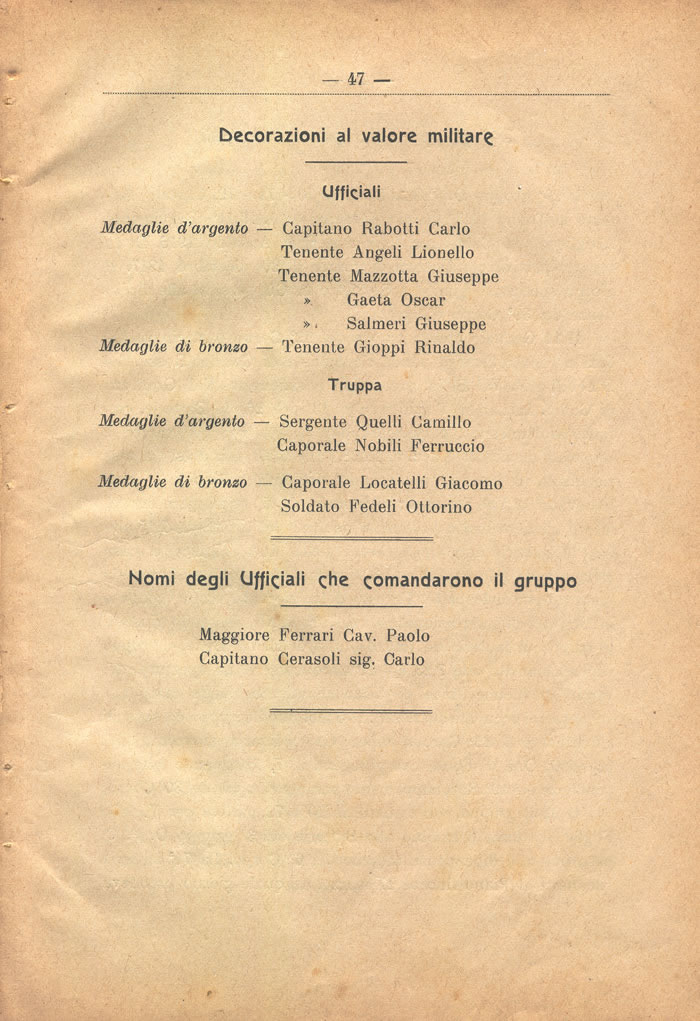 — 47 —
Decorazioni al valore militare
Ufficiali
Medaglie d'argento — Capitano Rabotti Carlo
Tenente Angeli Lionello
Tenente Mazzotta Giuseppe
» Gaeta Oscar
» Salmeri Giuseppe
Medaglie di bronzo — Tenente Gioppi Rinaldo
Truppa
Medaglie d'argento — Sergente Quelli Camillo
Caporale Nobili Ferruccio
Medaglie di bronzo — Caporale Locatelli Giacomo
Soldato Fedeli Ottorino
Nomi degli Ufficiali che comandarono il gruppo
Maggiore Ferrari Cav. Paolo
Capitano Cerasoli sig. Carlo